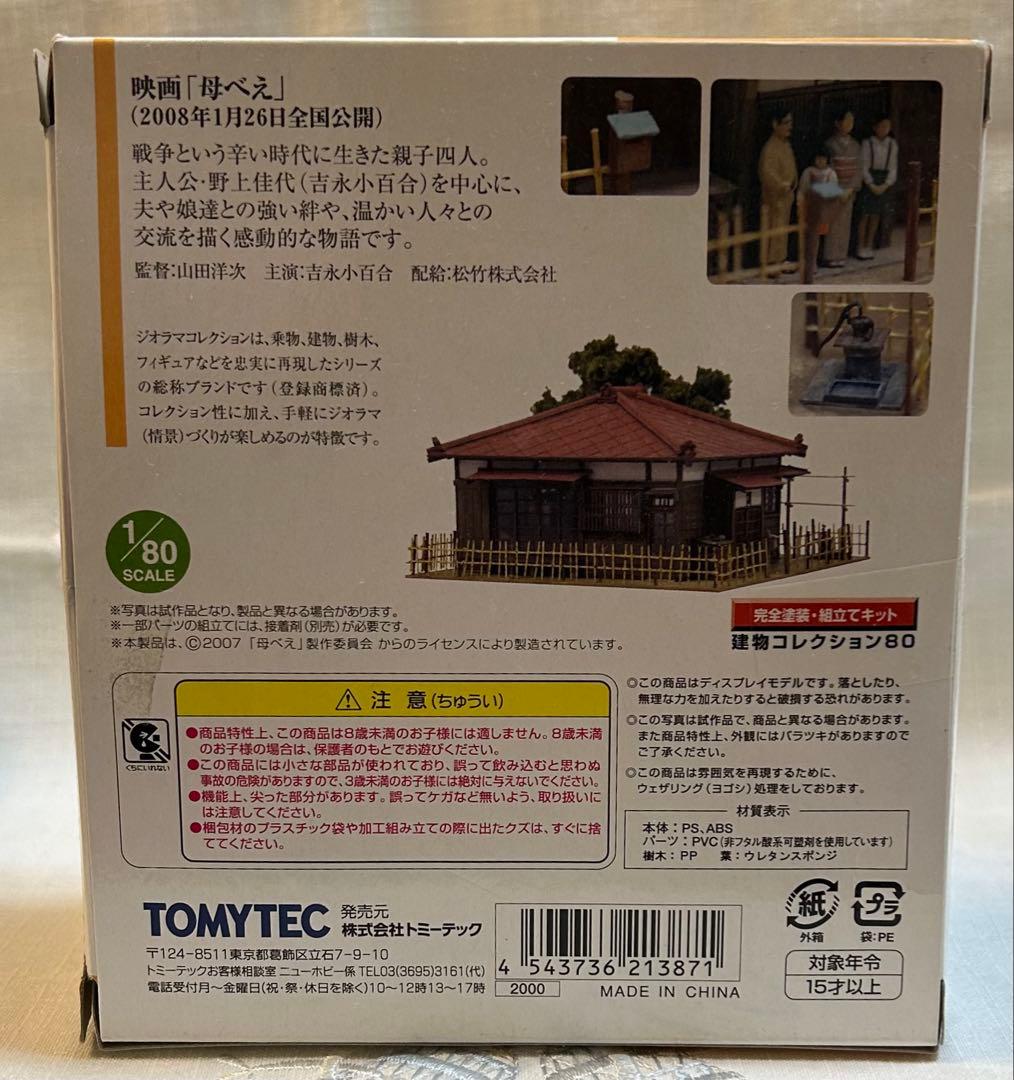 映画「母べえ」
(2008年1月26日全国公開)
戦争という辛い時代に生きた親子四人。
主人公・野上佳代(吉永小百合)を中心に、
夫や娘達との強い絆や、温かい人々との
交流を描く感動的な物語です。
監督:山田洋次 主演:吉永小百合 配給:松竹株式会社
ジオラマコレクションは、乗物、建物、樹木、
フィギュアなどを忠実に再現したシリーズ
の総称ブランドです(登録商標済)。
コレクション性に加え、手軽にジオラマ
(情景)づくりが楽しめるのが特徴です。
1/80
SCALE
※写真は試作品となり、製品と異なる場合があります。
※一部パーツの組立てには、接着剤(別売)が必要です。
※本製品は、©2007「母べえ」製作委員会 からのライセンスにより製造されています。
完全塗装・組立てキット
建物コレクション80
⚠ 注意(ちゅうい)
●商品特性上、この商品は8歳未満のお子様には適しません。8歳未満
のお子様の場合は、保護者のもとでお遊びください。
●この商品には小さな部品が使われており、誤って飲み込むと思わぬ
事故の危険がありますので、3歳未満のお子様には絶対に与えないでください。
●機能上、尖った部分があります。誤ってケガなど無いよう、取り扱いに
は注意してください。
●梱包材のプラスチック袋や加工組み立ての際に出たクズは、すぐに捨
ててください。
くちにいれない
◎この商品はディスプレイモデルです。落としたり、
無理な力を加えたりすると破損する恐れがあります。
◎この写真は試作品で、商品と異なる場合があります。
また商品特性上、外観にはバラツキがありますので
ご了承ください。
◎この商品は雰囲気を再現するために、
ウェザリング(ヨゴシ)処理をしております。
材質表示
本体:PS、ABS
パーツ:PVC(非フタル酸系可塑剤を使用しています)
樹木:PP 葉:ウレタンスポンジ
TOMYTEC 発売元
株式会社トミーテック
〒124-8511東京都葛飾区立石7-9-10
トミーテックお客様相談室 ニューホビー係 TEL03(3695)3161(代)
電話受付月〜金曜日(祝・祭・休日を除く)10〜12時13〜17時
4 543736 213871
2000
MADE IN CHINA
紙
外箱
プラ
袋:PE
対象年令
15才以上